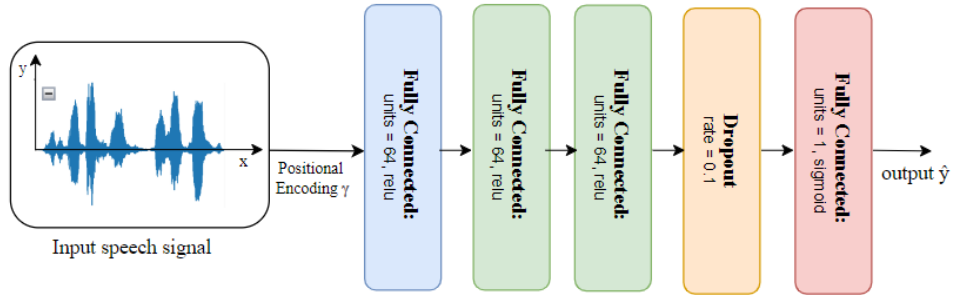 y
x
Input speech signal
Positional
Encoding γ
Fully Connected:
units = 64, relu
Fully Connected:
units = 64, relu
Fully Connected:
units = 64, relu
Dropout
rate = 0.1
Fully Connected:
units = 1, sigmoid
output ŷ